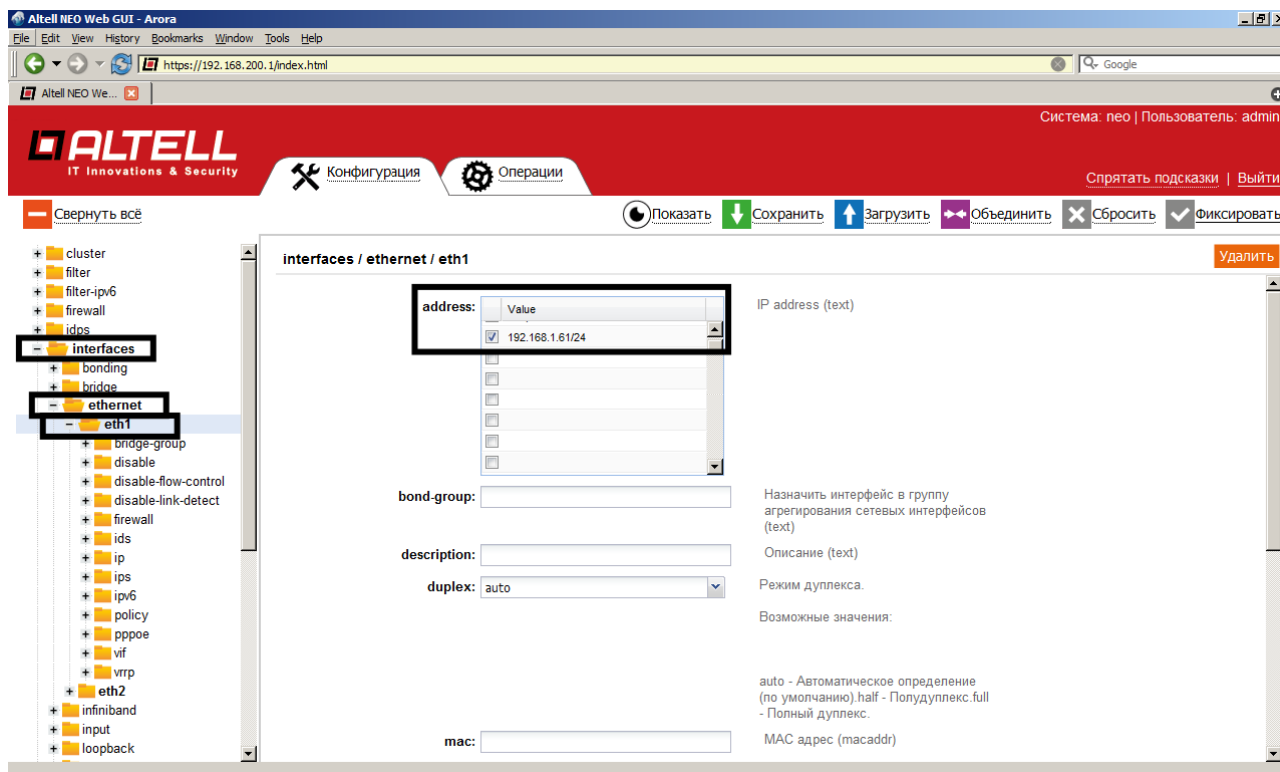 Altell NEO Web GUI - Arora
File Edit View History Bookmarks Window Tools Help
https://192.168.200.1/index.html
Google
Altell NEO We...
Система: neo | Пользователь: admin
ALTELL
IT Innovations & Security
Конфигурация
Операции
Спрятать подсказки | Выйти
Свернуть всё
Показать
Сохранить
Загрузить
Объединить
Сбросить
Фиксировать
cluster
filter
filter-ipv6
firewall
idps
interfaces
bonding
bridge
ethernet
eth1
bridge-group
disable
disable-flow-control
disable-link-detect
firewall
ids
ip
ips
ipv6
policy
pppoe
vif
vrrp
eth2
infiniband
input
loopback
interfaces / ethernet / eth1
Удалить
address:
Value
192.168.1.61/24
IP address (text)
bond-group:
Назначить интерфейс в группу
агрегирования сетевых интерфейсов
(text)
description:
Описание (text)
duplex:
auto
Режим дуплекса.
Возможные значения:
auto - Автоматическое определение
(по умолчанию).half - Полудуплекс.full
- Полный дуплекс.
mac:
MAC адрес (macaddr)